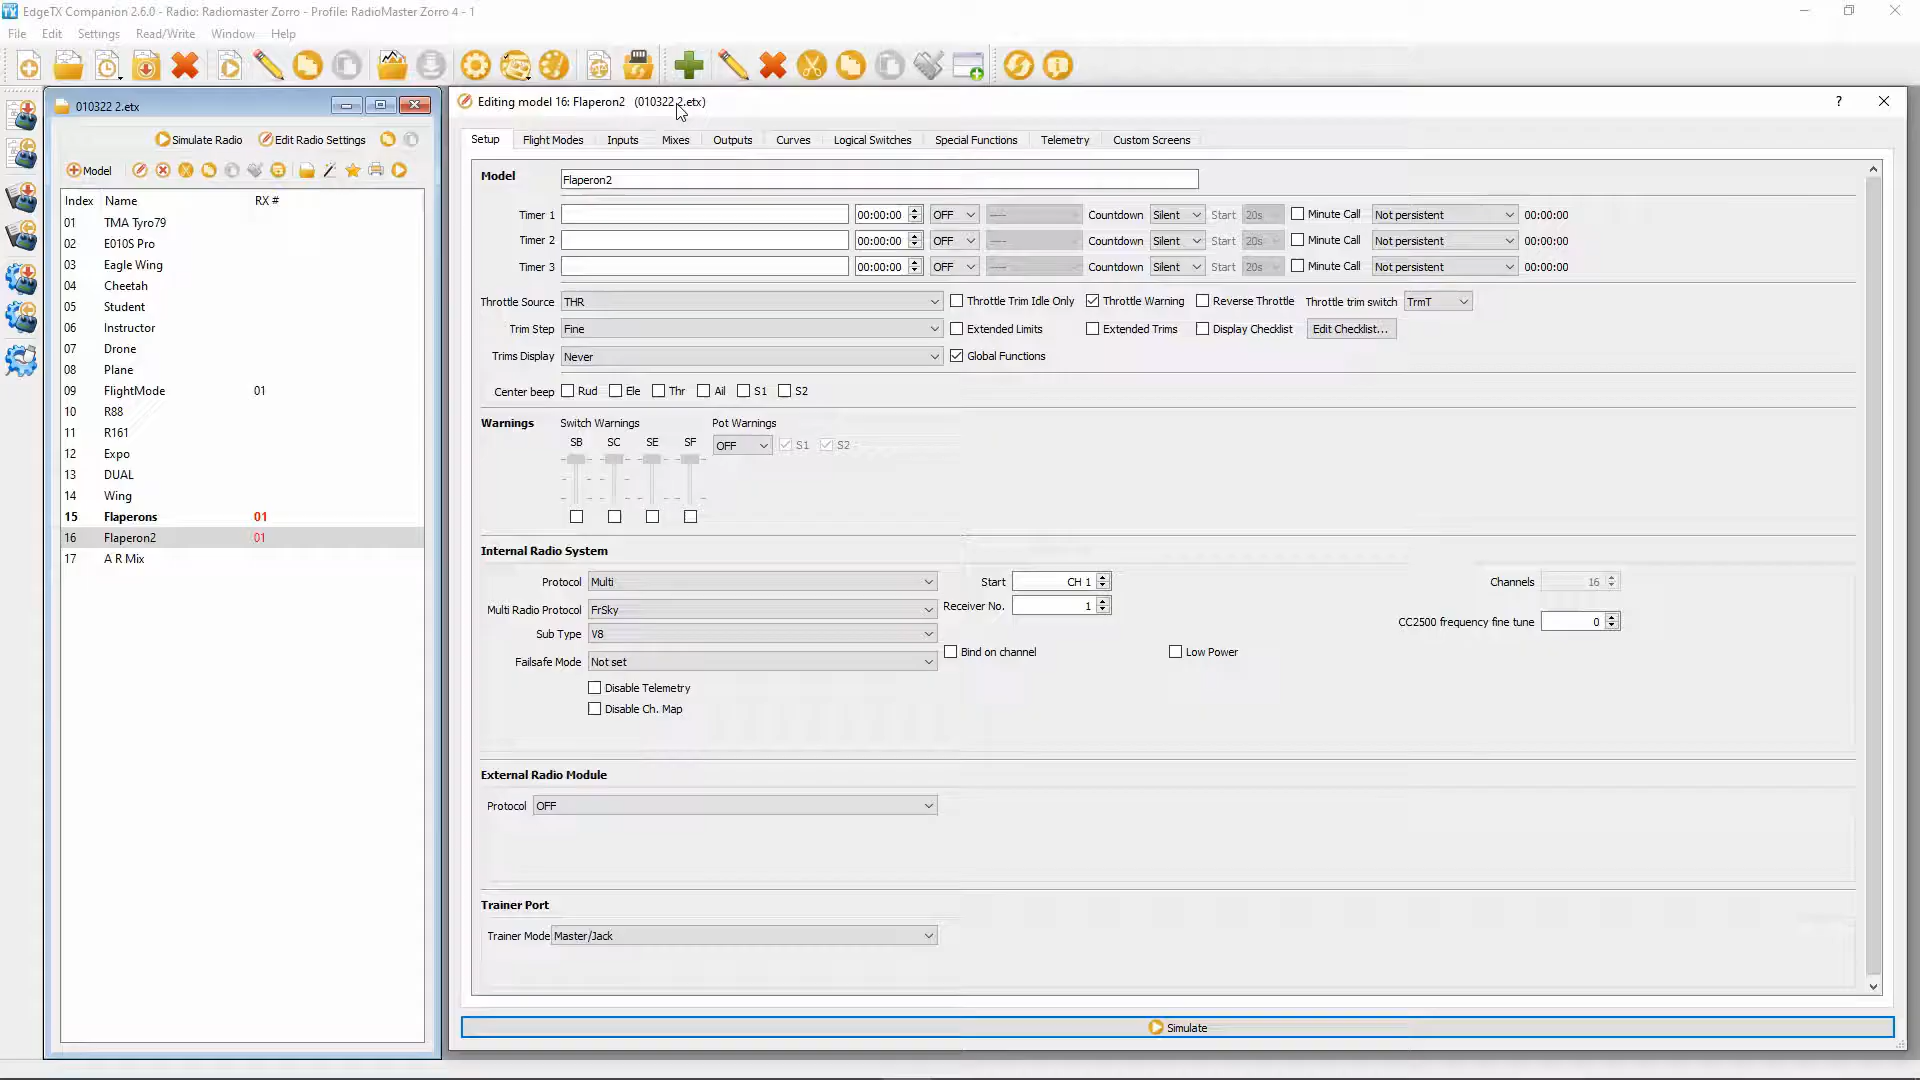 EdgeTX Companion 2.6.0 - Radio: Radiomaster Zorro - Profile: RadioMaster Zorro 4 - 1
File Edit Settings Read/Write Window Help
010322 2.etx
Simulate Radio Edit Radio Settings
Model
Index Name RX #
01 TMA Tyro79
02 E010S Pro
03 Eagle Wing
04 Cheetah
05 Student
06 Instructor
07 Drone
08 Plane
09 FlightMode 01
10 R88
11 R161
12 Expo
13 DUAL
14 Wing
15 Flaperons 01
16 Flaperon2 01
17 A R Mix
Editing model 16: Flaperon2 (010322 2.etx)
Setup Flight Modes Inputs Mixes Outputs Curves Logical Switches Special Functions Telemetry Custom Screens
Model Flaperon2
Timer 1 00:00:00 OFF ---- Countdown Silent Start 20s Minute Call Not persistent 00:00:00
Timer 2 00:00:00 OFF ---- Countdown Silent Start 20s Minute Call Not persistent 00:00:00
Timer 3 00:00:00 OFF ---- Countdown Silent Start 20s Minute Call Not persistent 00:00:00
Throttle Source THR Throttle Trim Idle Only Throttle Warning Reverse Throttle Throttle trim switch TrmT
Trim Step Fine Extended Limits Extended Trims Display Checklist Edit Checklist...
Trims Display Never Global Functions
Center beep Rud Ele Thr Ail S1 S2
Warnings Switch Warnings Pot Warnings
SB SC SE SF OFF S1 S2
Internal Radio System
Protocol Multi Start CH 1 Channels 16
Multi Radio Protocol FrSky Receiver No. 1
CC2500 frequency fine tune 0
Sub Type V8
Failsafe Mode Not set Bind on channel Low Power
Disable Telemetry
Disable Ch. Map
External Radio Module
Protocol OFF
Trainer Port
Trainer Mode Master/Jack
Simulate